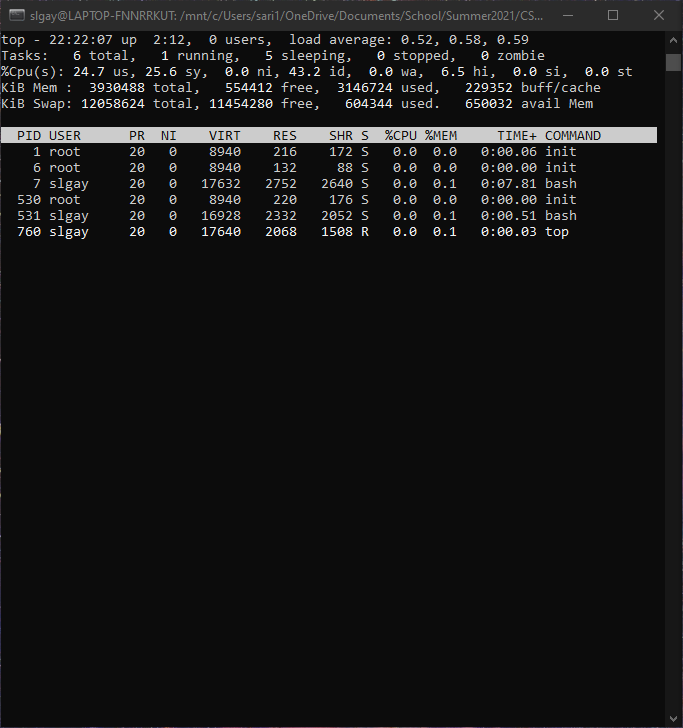 slgay@LAPTOP-FNNRRKUT: /mnt/c/Users/sari1/OneDrive/Documents/School/Summer2021/CS...
top - 22:22:07 up  2:12,  0 users,  load average: 0.52, 0.58, 0.59
Tasks:   6 total,   1 running,   5 sleeping,   0 stopped,   0 zombie
%Cpu(s): 24.7 us, 25.6 sy,  0.0 ni, 43.2 id,  0.0 wa,  6.5 hi,  0.0 si,  0.0 st
KiB Mem :  3930488 total,   554412 free,  3146724 used,   229352 buff/cache
KiB Swap: 12058624 total, 11454280 free,   604344 used.   650032 avail Mem
  PID USER      PR  NI    VIRT    RES    SHR S  %CPU %MEM     TIME+ COMMAND
    1 root      20   0    8940    216    172 S   0.0  0.0   0:00.06 init
    6 root      20   0    8940    132     88 S   0.0  0.0   0:00.00 init
    7 slgay     20   0   17632   2752   2640 S   0.0  0.1   0:07.81 bash
  530 root      20   0    8940    220    176 S   0.0  0.0   0:00.00 init
  531 slgay     20   0   16928   2332   2052 S   0.0  0.1   0:00.51 bash
  760 slgay     20   0   17640   2068   1508 R   0.0  0.1   0:00.03 top